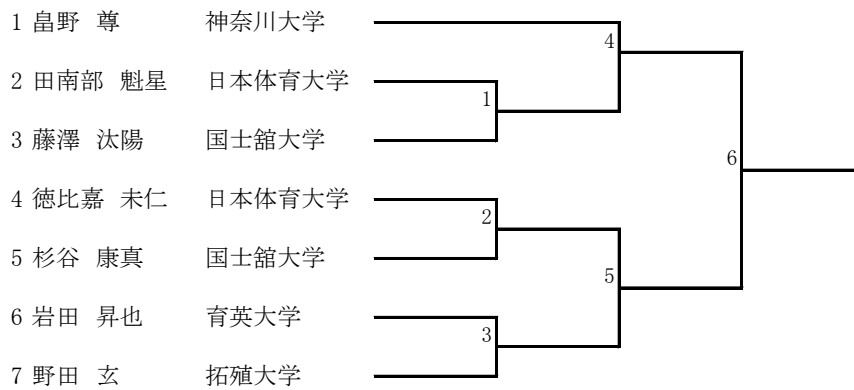 1 畠野 尊 神奈川大学
4
2 田南部 魁星 日本体育大学
1
3 藤澤 汰陽 国士舘大学
6
4 徳比嘉 未仁 日本体育大学
2
5 杉谷 康真 国士舘大学
5
6 岩田 昇也 育英大学
3
7 野田 玄 拓殖大学